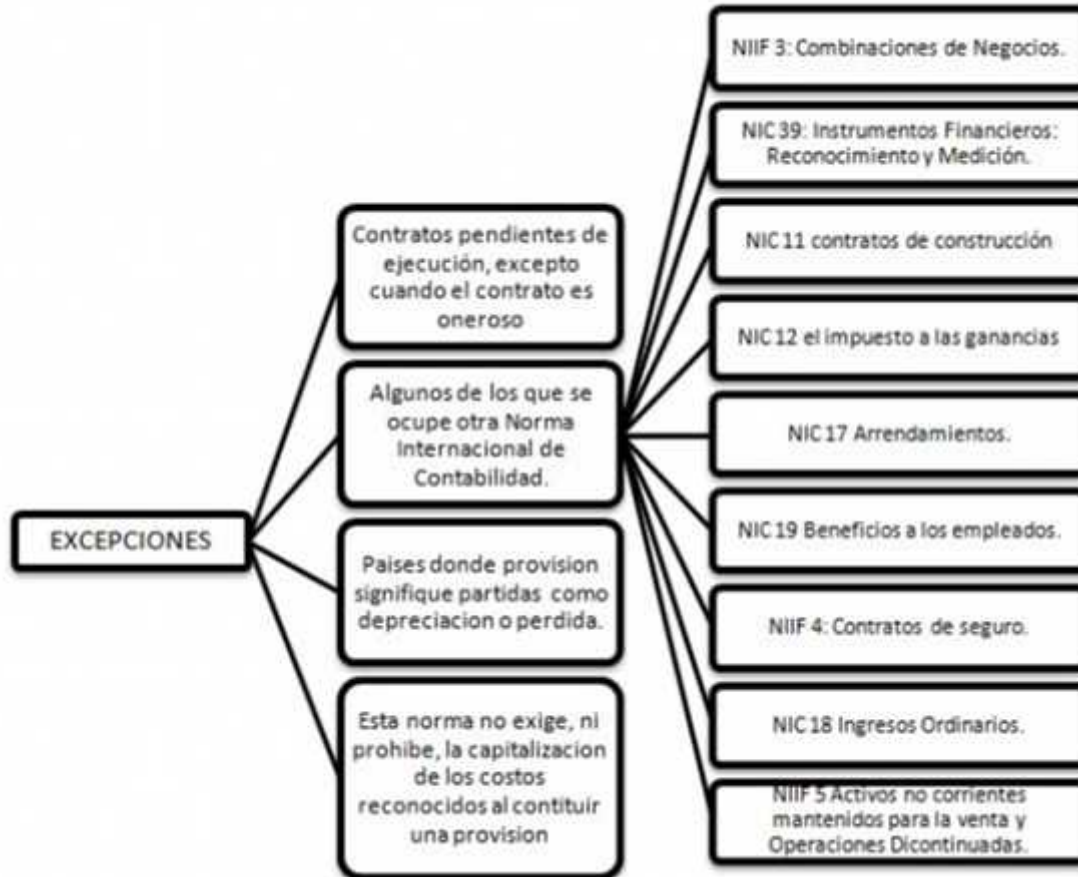 EXCEPCIONES
Contratos pendientes de
ejecución, excepto
cuando el contrato es
oneroso
Algunos de los que se
ocupe otra Norma
Internacional de
Contabilidad.
Paises donde provision
signifique partidas como
depreciacion o perdida.
Esta norma no exige, ni
prohibe, la capitalizacion
de los costos
reconocidos al contituir
una provision
NIIF 3: Combinaciones de Negocios.
NIC 39: Instrumentos Financieros:
Reconocimiento y Medición.
NIC 11 contratos de construcción
NIC 12 el impuesto a las ganancias
NIC 17 Arrendamientos.
NIC 19 Beneficios a los empleados.
NIIF 4: Contratos de seguro.
NIC 18 Ingresos Ordinarios.
NIIF 5 Activos no corrientes
mantenidos para la venta y
Operaciones Dicontinuadas.